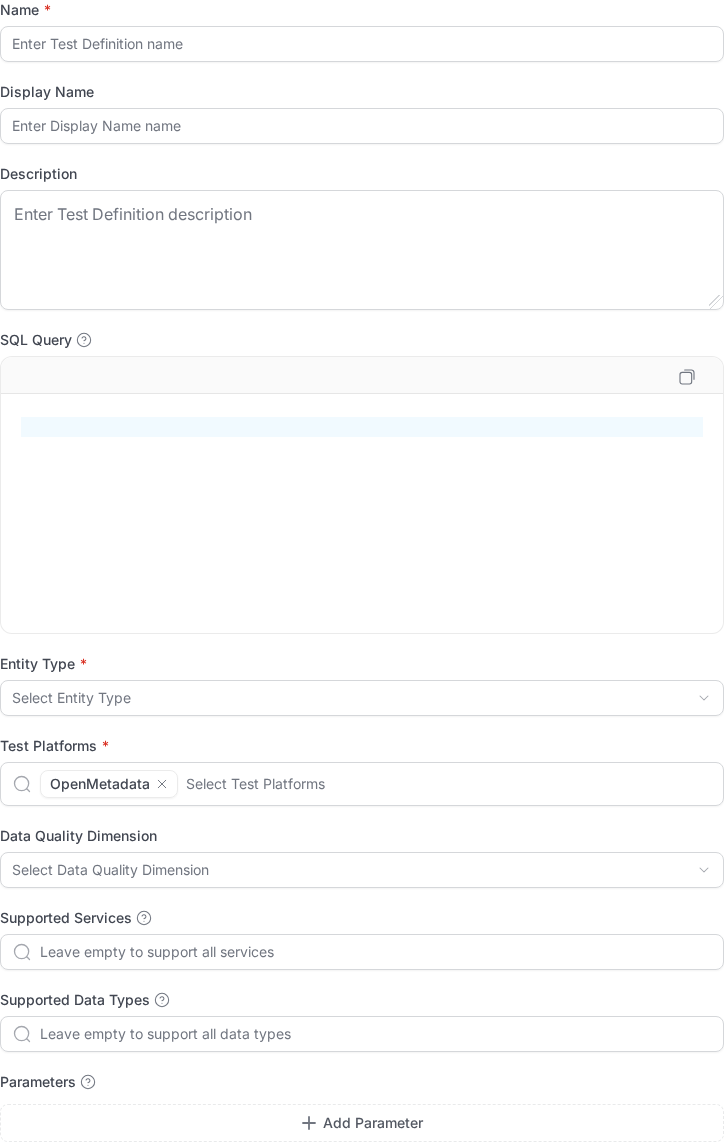 Name *
Enter Test Definition name
Display Name
Enter Display Name name
Description
Enter Test Definition description
SQL Query
Entity Type *
Select Entity Type
Test Platforms *
OpenMetadata Select Test Platforms
Data Quality Dimension
Select Data Quality Dimension
Supported Services
Leave empty to support all services
Supported Data Types
Leave empty to support all data types
Parameters
Add Parameter